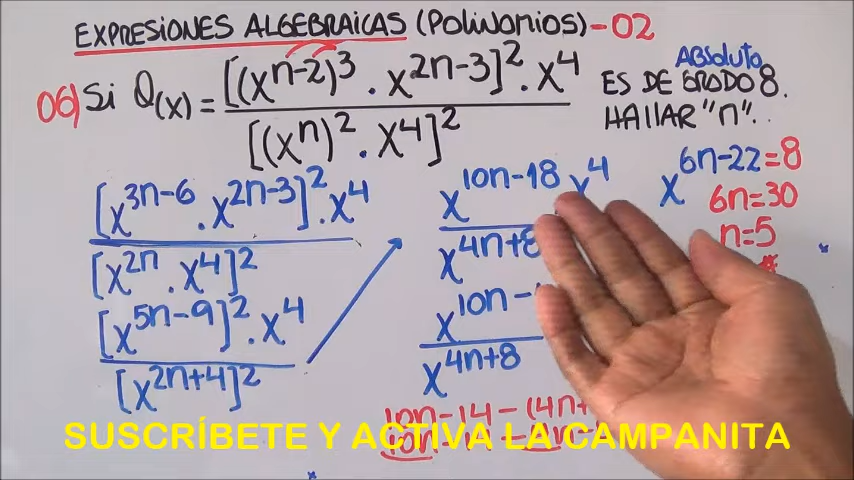 EXPRESIONES ALGEBRAICAS (Polinomios) - 02
06) Si Q(x) = [(x^{n-2})^3 . x^{2n-3}]^2 . x^4 / [(x^n)^2 . x^4]^2
Absoluto
ES DE GRADO 8.
HALLAR "n".
[x^{3n-6} . x^{2n-3}]^2 . x^4 / [x^{2n} . x^4]^2
[x^{5n-9}]^2 . x^4 / [x^{2n+4}]^2
x^{10n-18} x^4 / x^{4n+8}
x^{10n-} / x^{4n+8}
10n-14-(4n+
10n
x^{6n-22} = 8
6n=30
n=5
SUSCRÍBETE Y ACTIVA LA CAMPANITA